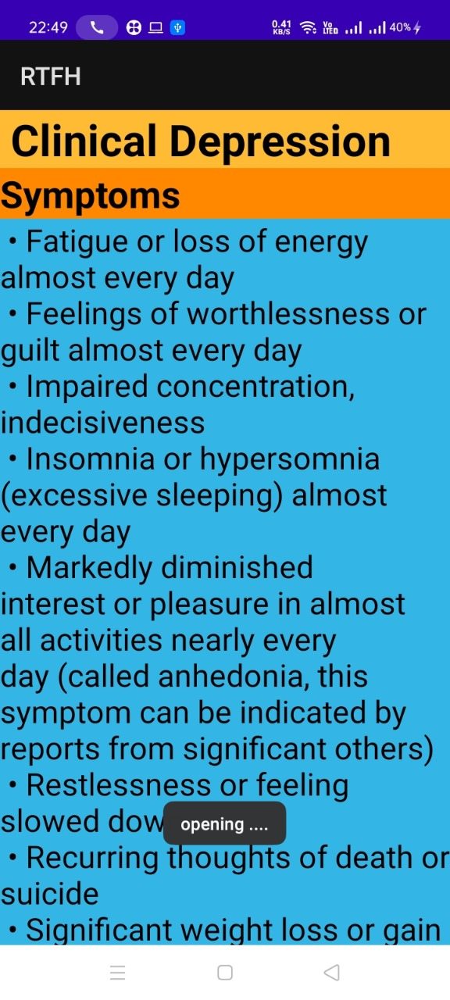 22:49 0.41 KB/S Vo LTED 40%
RTFH
Clinical Depression
Symptoms
• Fatigue or loss of energy
almost every day
• Feelings of worthlessness or
guilt almost every day
• Impaired concentration,
indecisiveness
• Insomnia or hypersomnia
(excessive sleeping) almost
every day
• Markedly diminished
interest or pleasure in almost
all activities nearly every
day (called anhedonia, this
symptom can be indicated by
reports from significant others)
• Restlessness or feeling
slowed dow
opening ....
• Recurring thoughts of death or
suicide
• Significant weight loss or gain